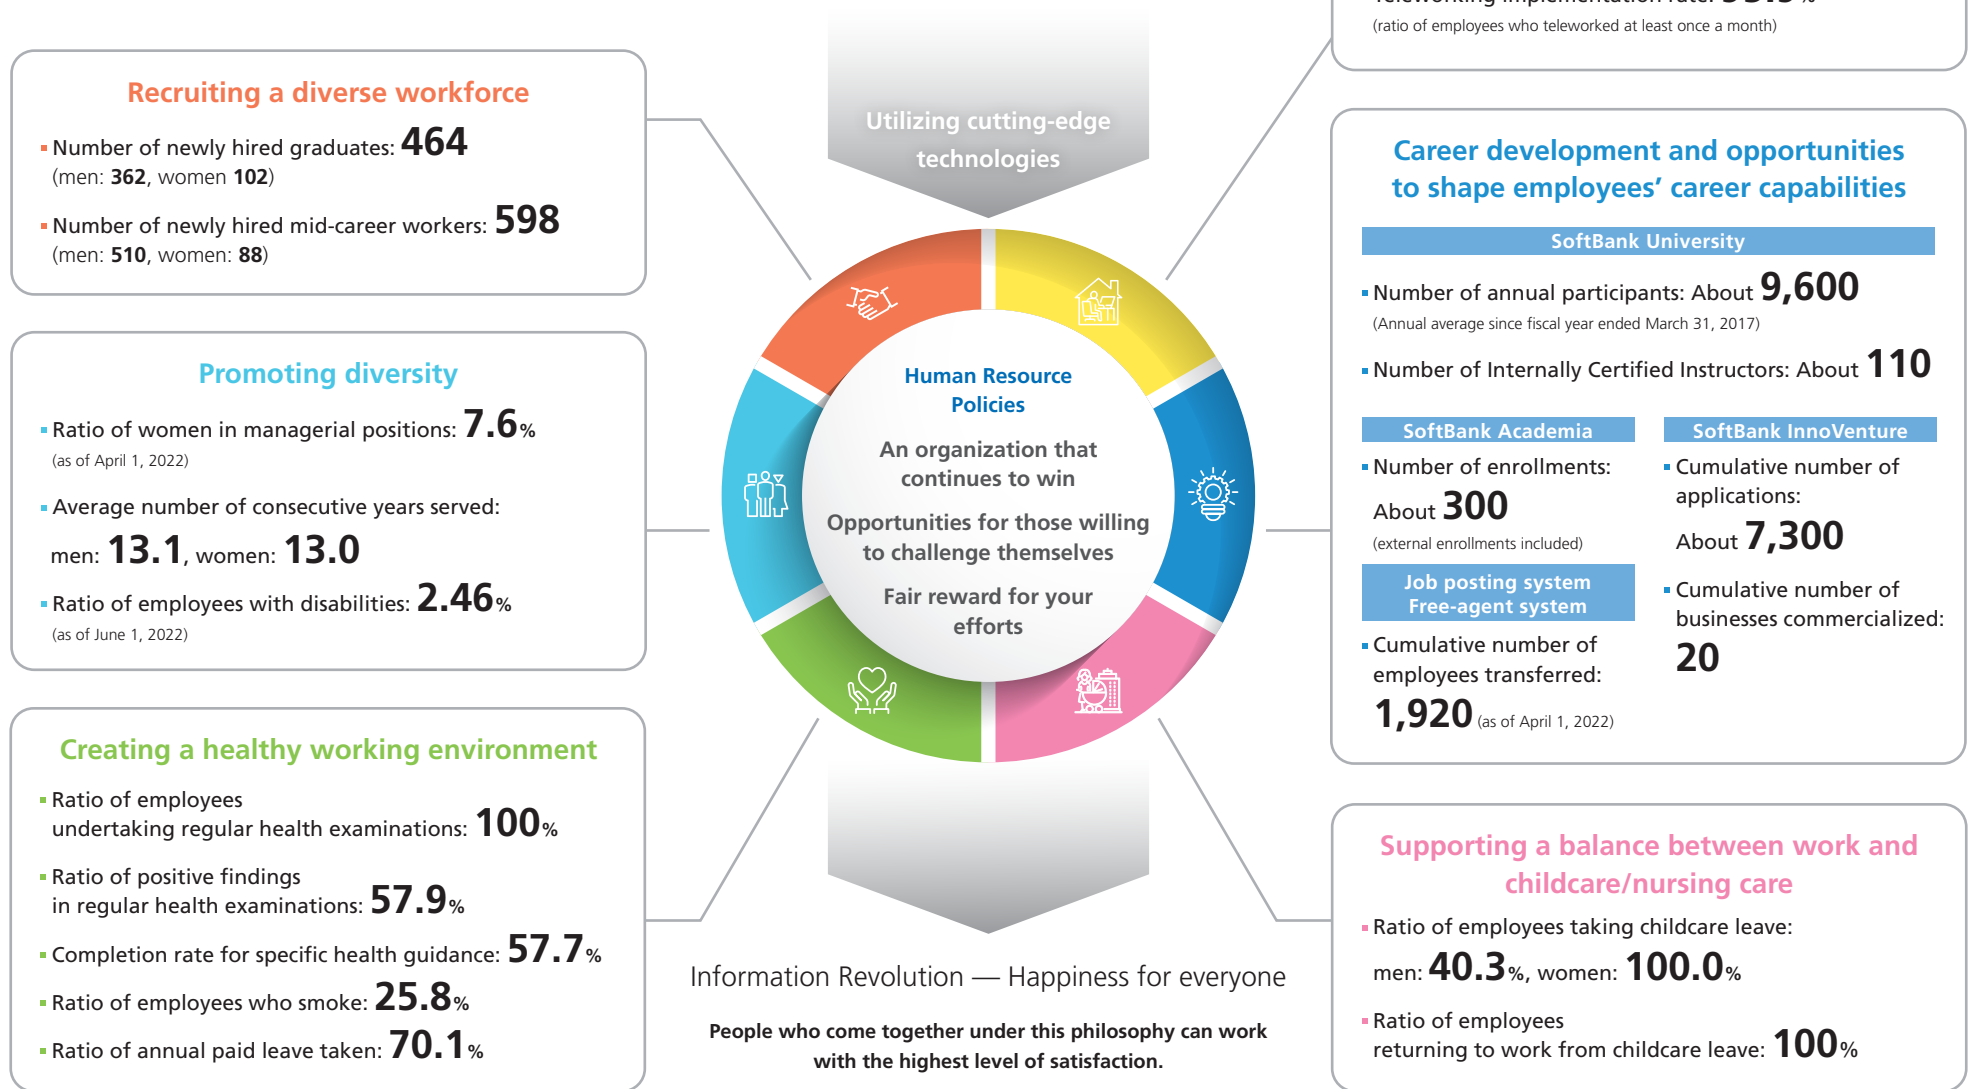 (ratio of employees who teleworked at least once a month)
Recruiting a diverse workforce
Number of newly hired graduates: 464
(men: 362, women 102)
Number of newly hired mid-career workers: 598
(men: 510, women: 88)
Promoting diversity
Ratio of women in managerial positions: 7.6%
(as of April 1, 2022)
Average number of consecutive years served:
men: 13.1, women: 13.0
Ratio of employees with disabilities: 2.46%
(as of June 1, 2022)
Creating a healthy working environment
Ratio of employees
undertaking regular health examinations: 100%
Ratio of positive findings
in regular health examinations: 57.9%
Completion rate for specific health guidance: 57.7%
Ratio of employees who smoke: 25.8%
Ratio of annual paid leave taken: 70.1%
Utilizing cutting-edge
technologies
Human Resource
Policies
An organization that
continues to win
Opportunities for those willing
to challenge themselves
Fair reward for your
efforts
Information Revolution — Happiness for everyone
People who come together under this philosophy can work
with the highest level of satisfaction.
Career development and opportunities
to shape employees’ career capabilities
SoftBank University
Number of annual participants: About 9,600
(Annual average since fiscal year ended March 31, 2017)
Number of Internally Certified Instructors: About 110
SoftBank Academia
Number of enrollments:
About 300
(external enrollments included)
Job posting system
Free-agent system
Cumulative number of
employees transferred:
1,920 (as of April 1, 2022)
SoftBank InnoVenture
Cumulative number of
applications:
About 7,300
Cumulative number of
businesses commercialized:
20
Supporting a balance between work and
childcare/nursing care
Ratio of employees taking childcare leave:
men: 40.3%, women: 100.0%
Ratio of employees
returning to work from childcare leave: 100%